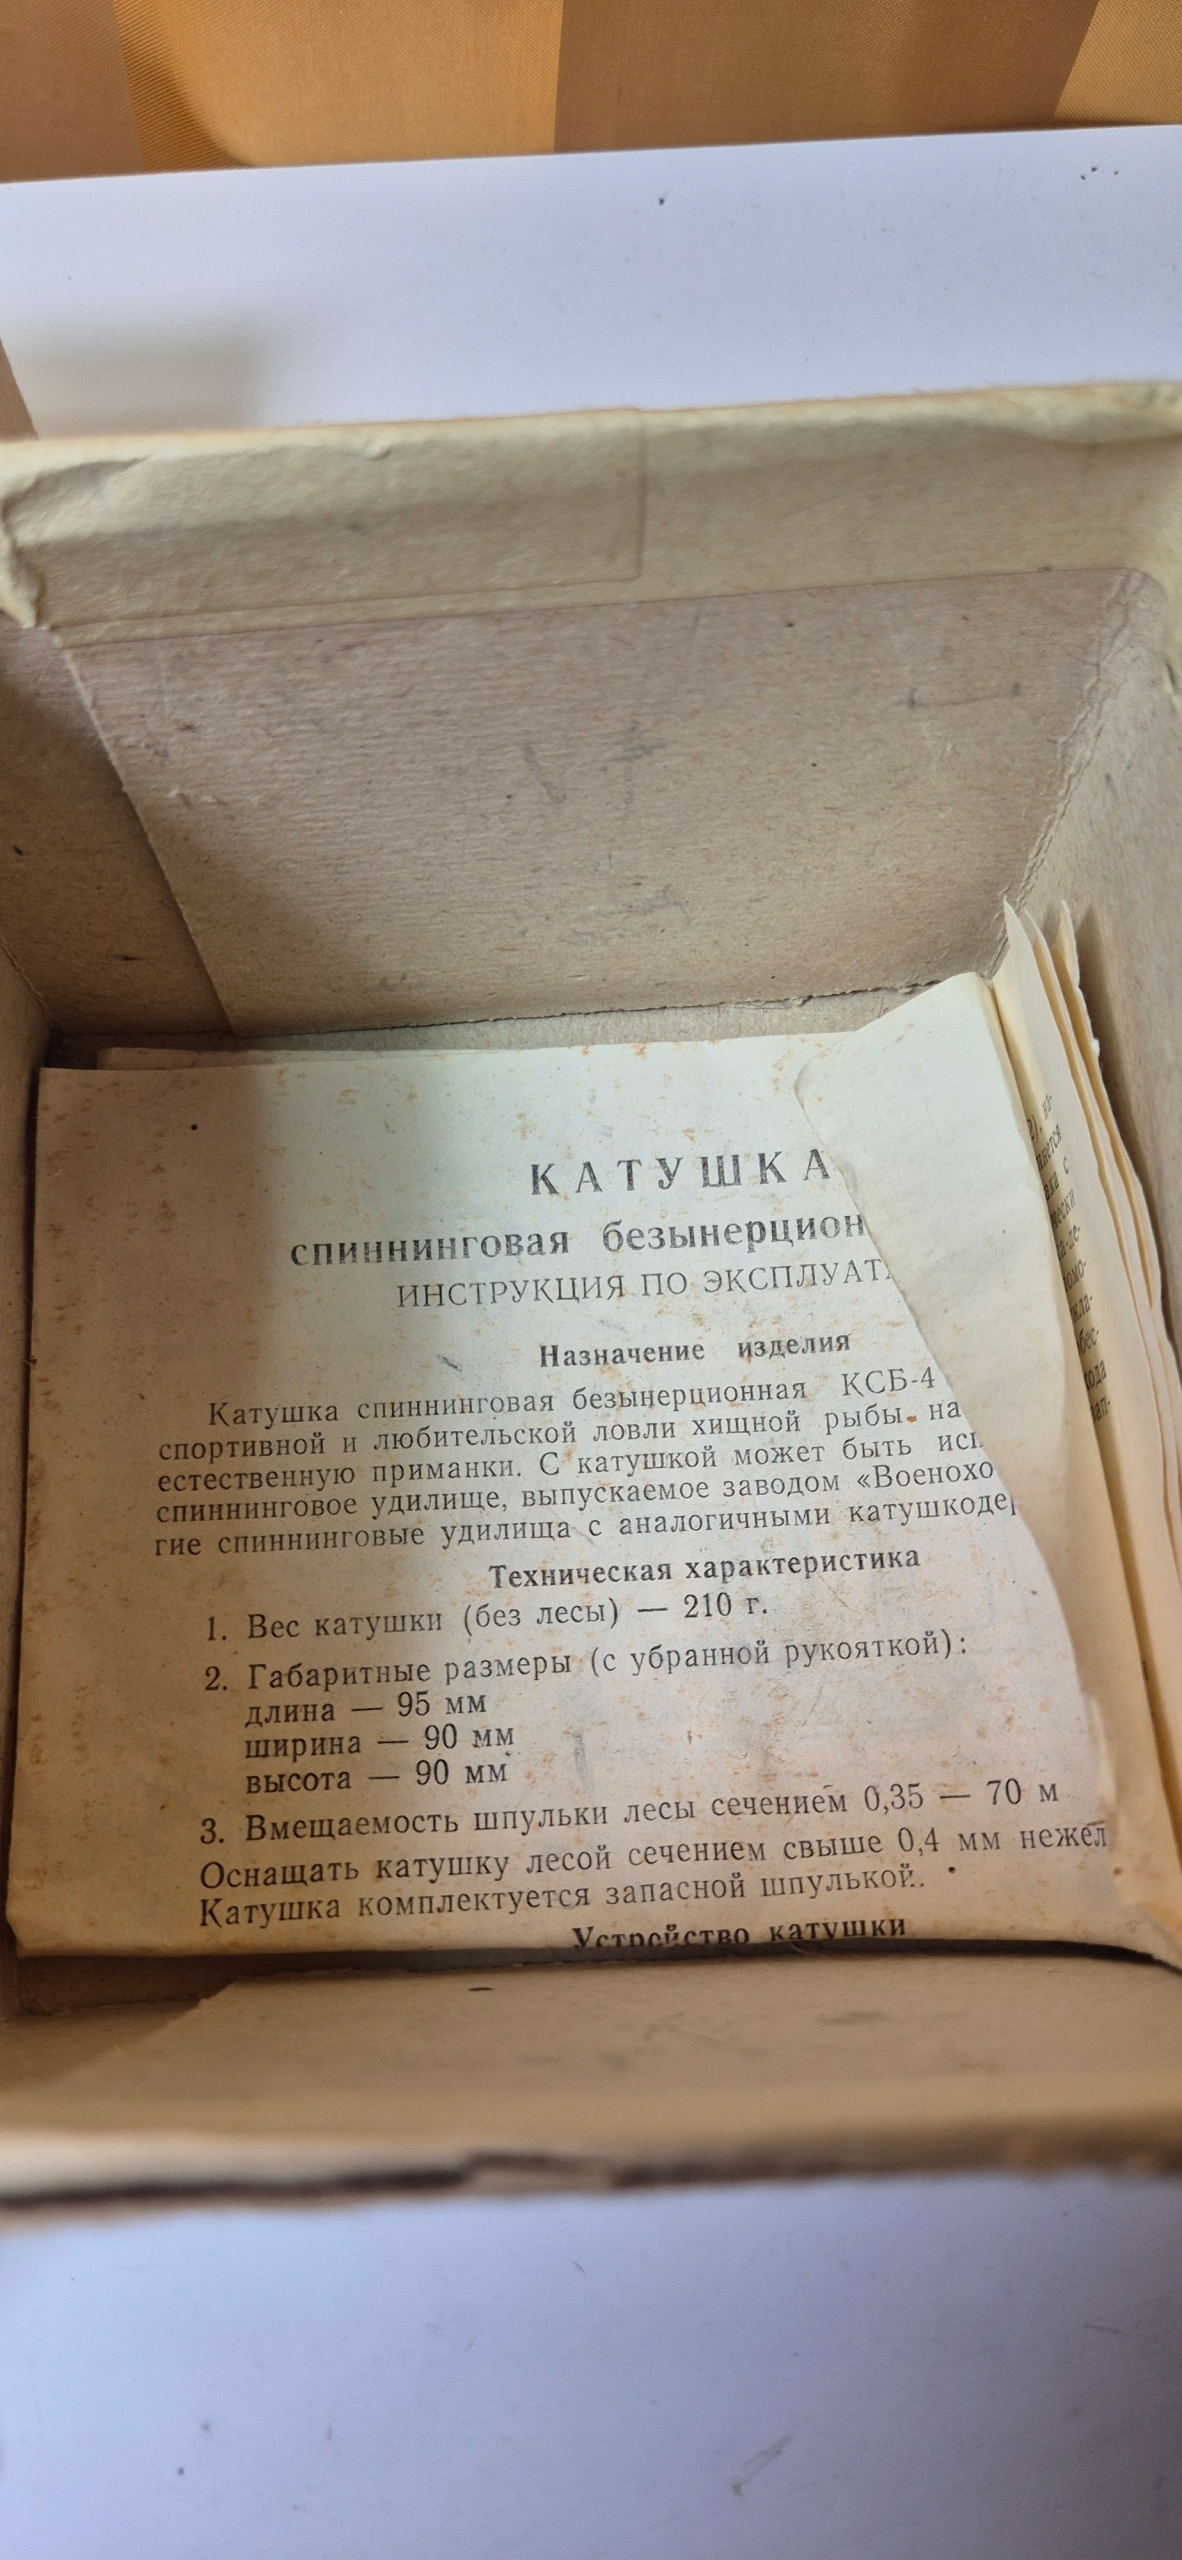 КАТУШКА
спиннинговая безынерцион
ИНСТРУКЦИЯ ПО ЭКСПЛУАТ
Назначение изделия
Катушка спиннинговая безынерционная КСБ-4
спортивной и любительской ловли хищной рыбы на
естественную приманки. С катушкой может быть ис
спиннинговое удилище, выпускаемое заводом «Военохо
гие спиннинговые удилища с аналогичными катушкоде
Техническая характеристика
1. Вес катушки (без лесы) — 210 г.
2. Габаритные размеры (с убранной рукояткой):
длина — 95 мм
ширина — 90 мм
высота — 90 мм
3. Вмещаемость шпульки лесы сечением 0,35 — 70 м
Оснащать катушку лесой сечением свыше 0,4 мм нежел
Катушка комплектуется запасной шпулькой.
Устройство катушки